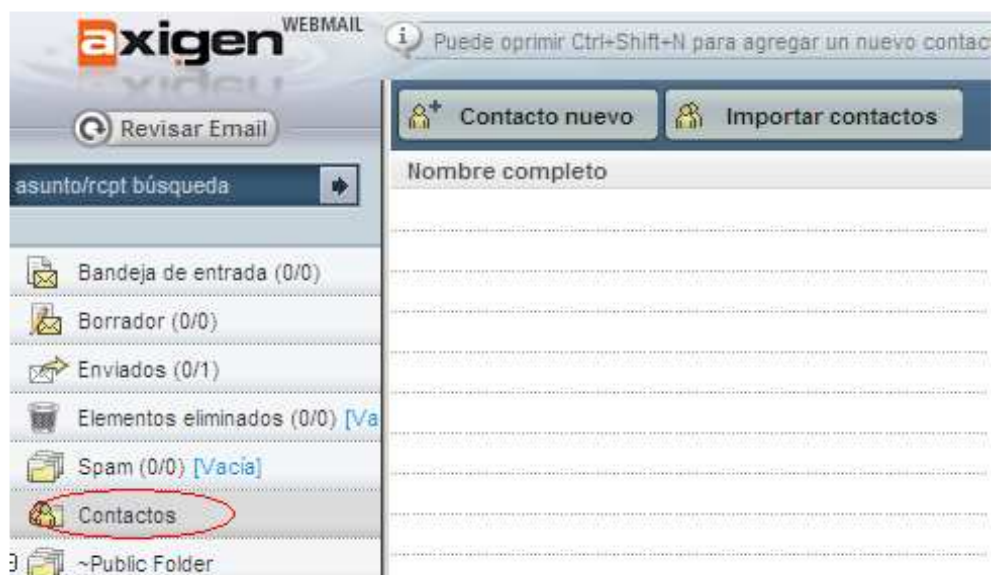 axigen WEBMAIL
Puede oprimir Ctrl+Shift+N para agregar un nuevo contac
Revisar Email
Contacto nuevo
Importar contactos
asunto/rcpt búsqueda
Nombre completo
Bandeja de entrada (0/0)
Borrador (0/0)
Enviados (0/1)
Elementos eliminados (0/0) [Va
Spam (0/0) [Vacía]
Contactos
~Public Folder